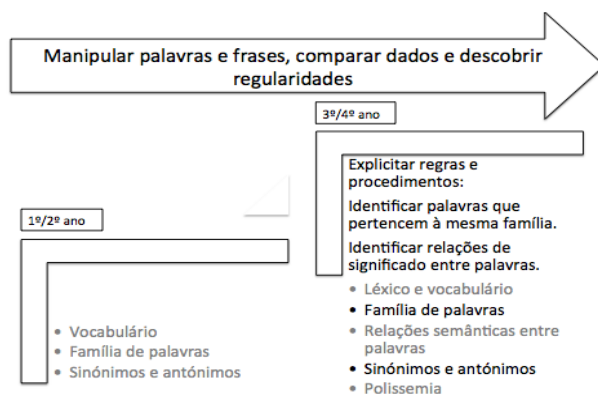 Manipular palavras e frases, comparar dados e descobrir
regularidades
3º/4º ano
Explicitar regras e
procedimentos:
Identificar palavras que
pertencem à mesma família.
Identificar relações de
significado entre palavras.
• Léxico e vocabulário
• Família de palavras
• Relações semânticas entre
palavras
• Sinónimos e antónimos
• Polissemia
1º/2º ano
• Vocabulário
• Família de palavras
• Sinónimos e antónimos